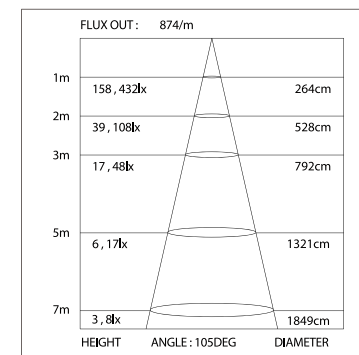 FLUX OUT : 874/m
1m
158 , 432lx 264cm
2m
39 , 108lx 528cm
3m
17 , 48lx 792cm
5m
6 , 17lx 1321cm
7m
3 , 8lx 1849cm
HEIGHT ANGLE : 105DEG DIAMETER